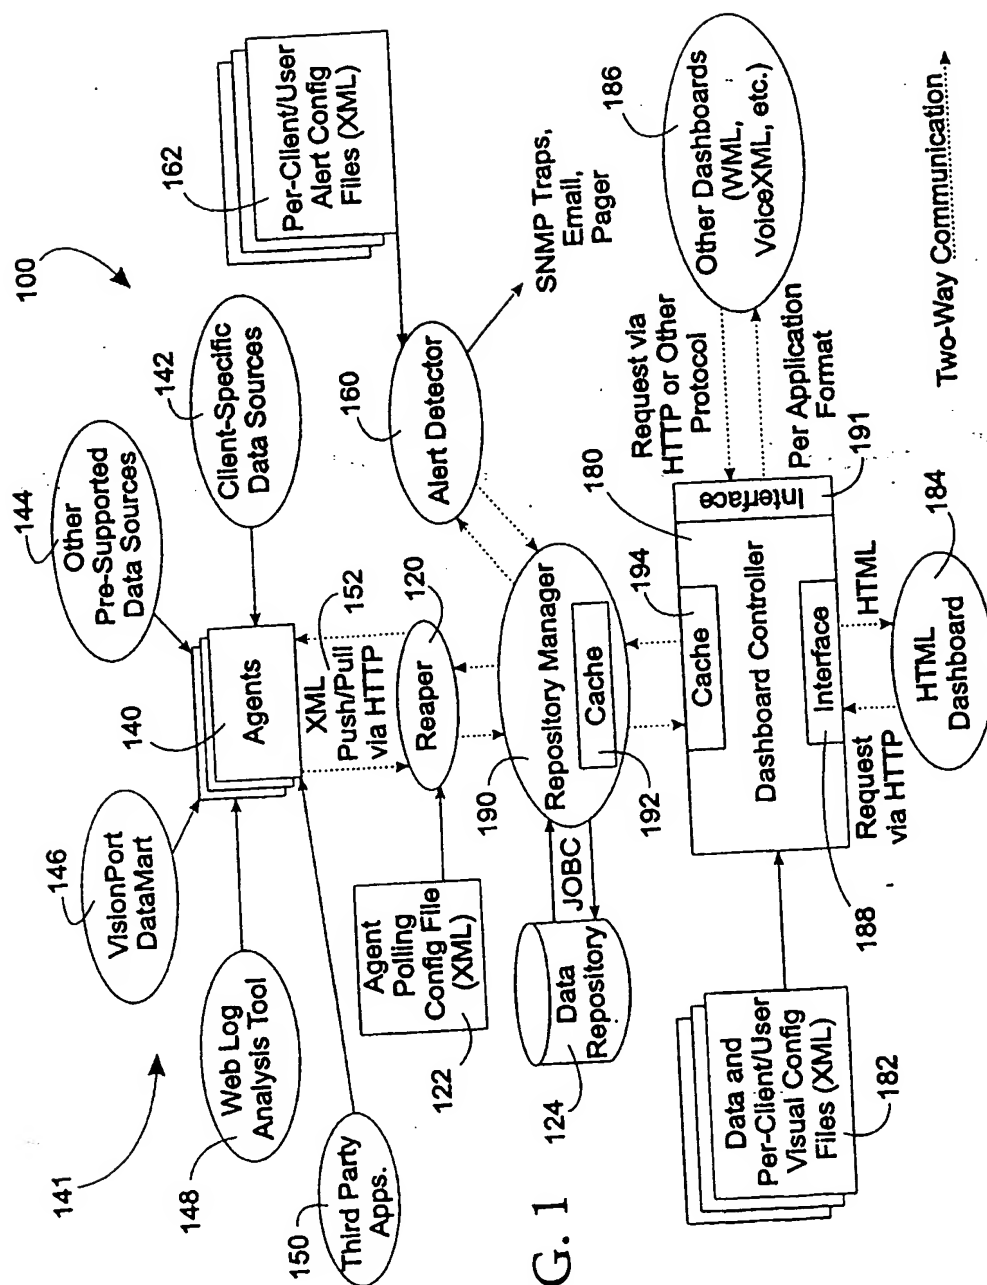 100
141
144
Other
Pre-Supported
Data Sources
142
Client-Specific
Data Sources
162
Per-Client/User
Alert Config
Files (XML)
146
VisionPort
DataMart
140
Agents
148
Web Log
Analysis Tool
150
Third Party
Apps.
XML
Push/Pull
via HTTP
152
120
Reaper
160
Alert Detector
SNMP Traps,
Email,
Pager
Agent
Polling
Config File
(XML)
122
190
Repository Manager
Cache
192
JOBC
Data
Repository
124
G. 1
194
Cache
180
Dashboard Controller
Interface
191
Request via
HTTP or Other
Protocol
Per Application
Format
186
Other Dashboards
(WML,
VoiceXML, etc.)
Interface
188
Request
via HTTP
HTML
184
HTML
Dashboard
Data and
Per-Client/User
Visual Config
Files (XML)
182
Two-Way Communication